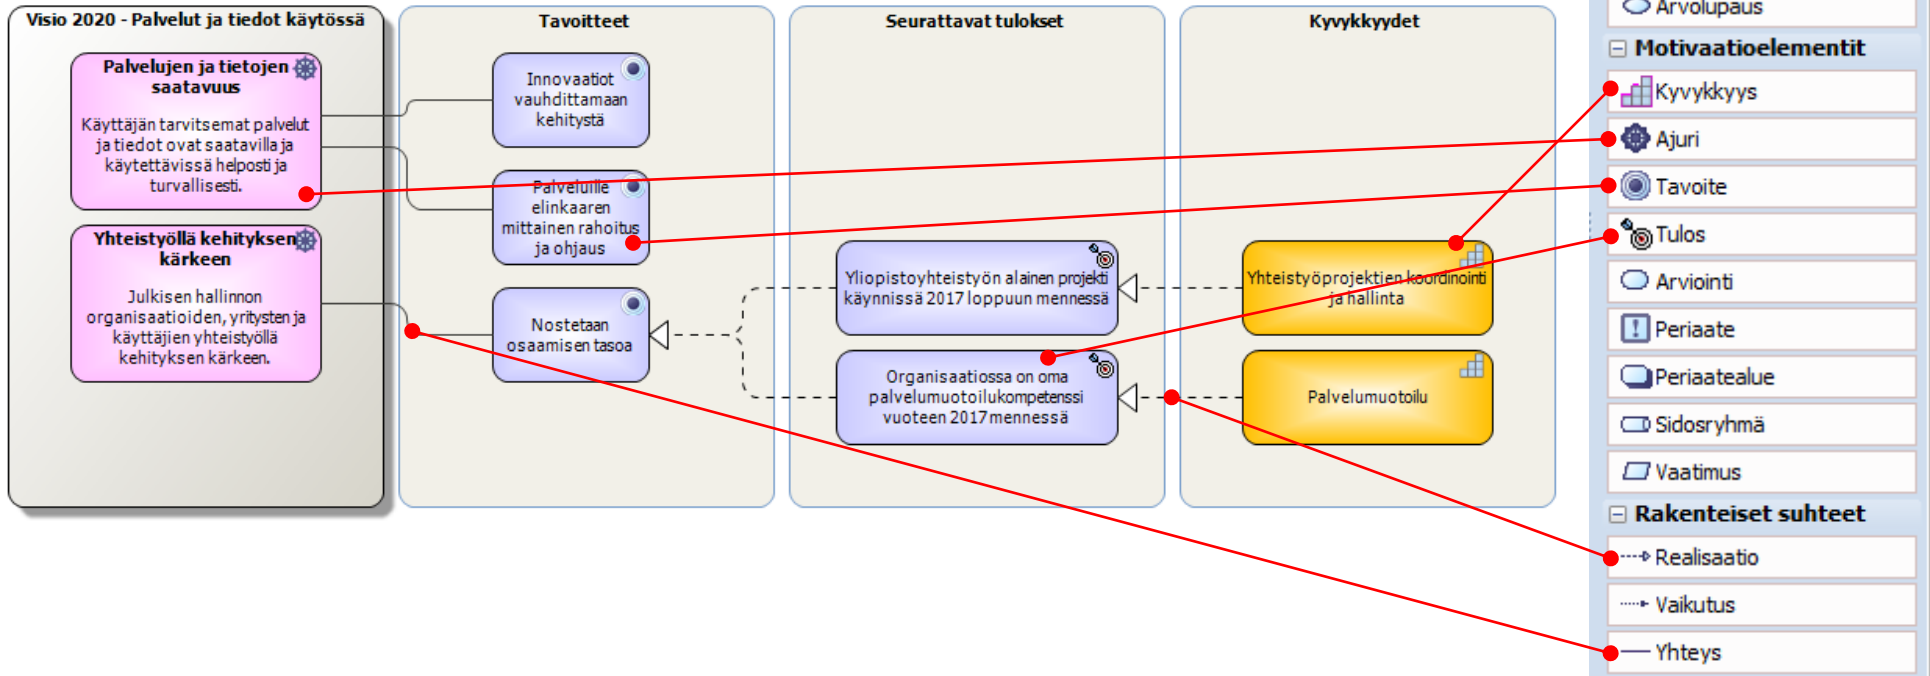 Visio 2020 - Palvelut ja tiedot käytössä
Palvelujen ja tietojen
saatavuus
Käyttäjän tarvitsemat palvelut
ja tiedot ovat saatavilla ja
käytettävissä helposti ja
turvallisesti.
Yhteistyöllä kehityksen
kärkeen
Julkisen hallinnon
organisaatioiden, yritysten ja
käyttäjien yhteistyöllä
kehityksen kärkeen.
Tavoitteet
Innovaatiot
vauhdittamaan
kehitystä
Palveluille
elinkaaren
mittainen rahoitus
ja ohjaus
Nostetaan
osaamisen tasoa
Seurattavat tulokset
Yliopistoyhteistyön alainen projekti
käynnissä 2017 loppuun mennessä
Organisaatiossa on oma
palvelumuotoilukompetenssi
vuoteen 2017 mennessä
Kyvykkyydet
Yhteistyöprojektien koordinointi
ja hallinta
Palvelumuotoilu
Arvolupaus
Motivaatioelementit
Kyvykkyys
Ajuri
Tavoite
Tulos
Arviointi
Periaate
Periaatealue
Sidosryhmä
Vaatimus
Rakenteiset suhteet
Realisaatio
Vaikutus
Yhteys